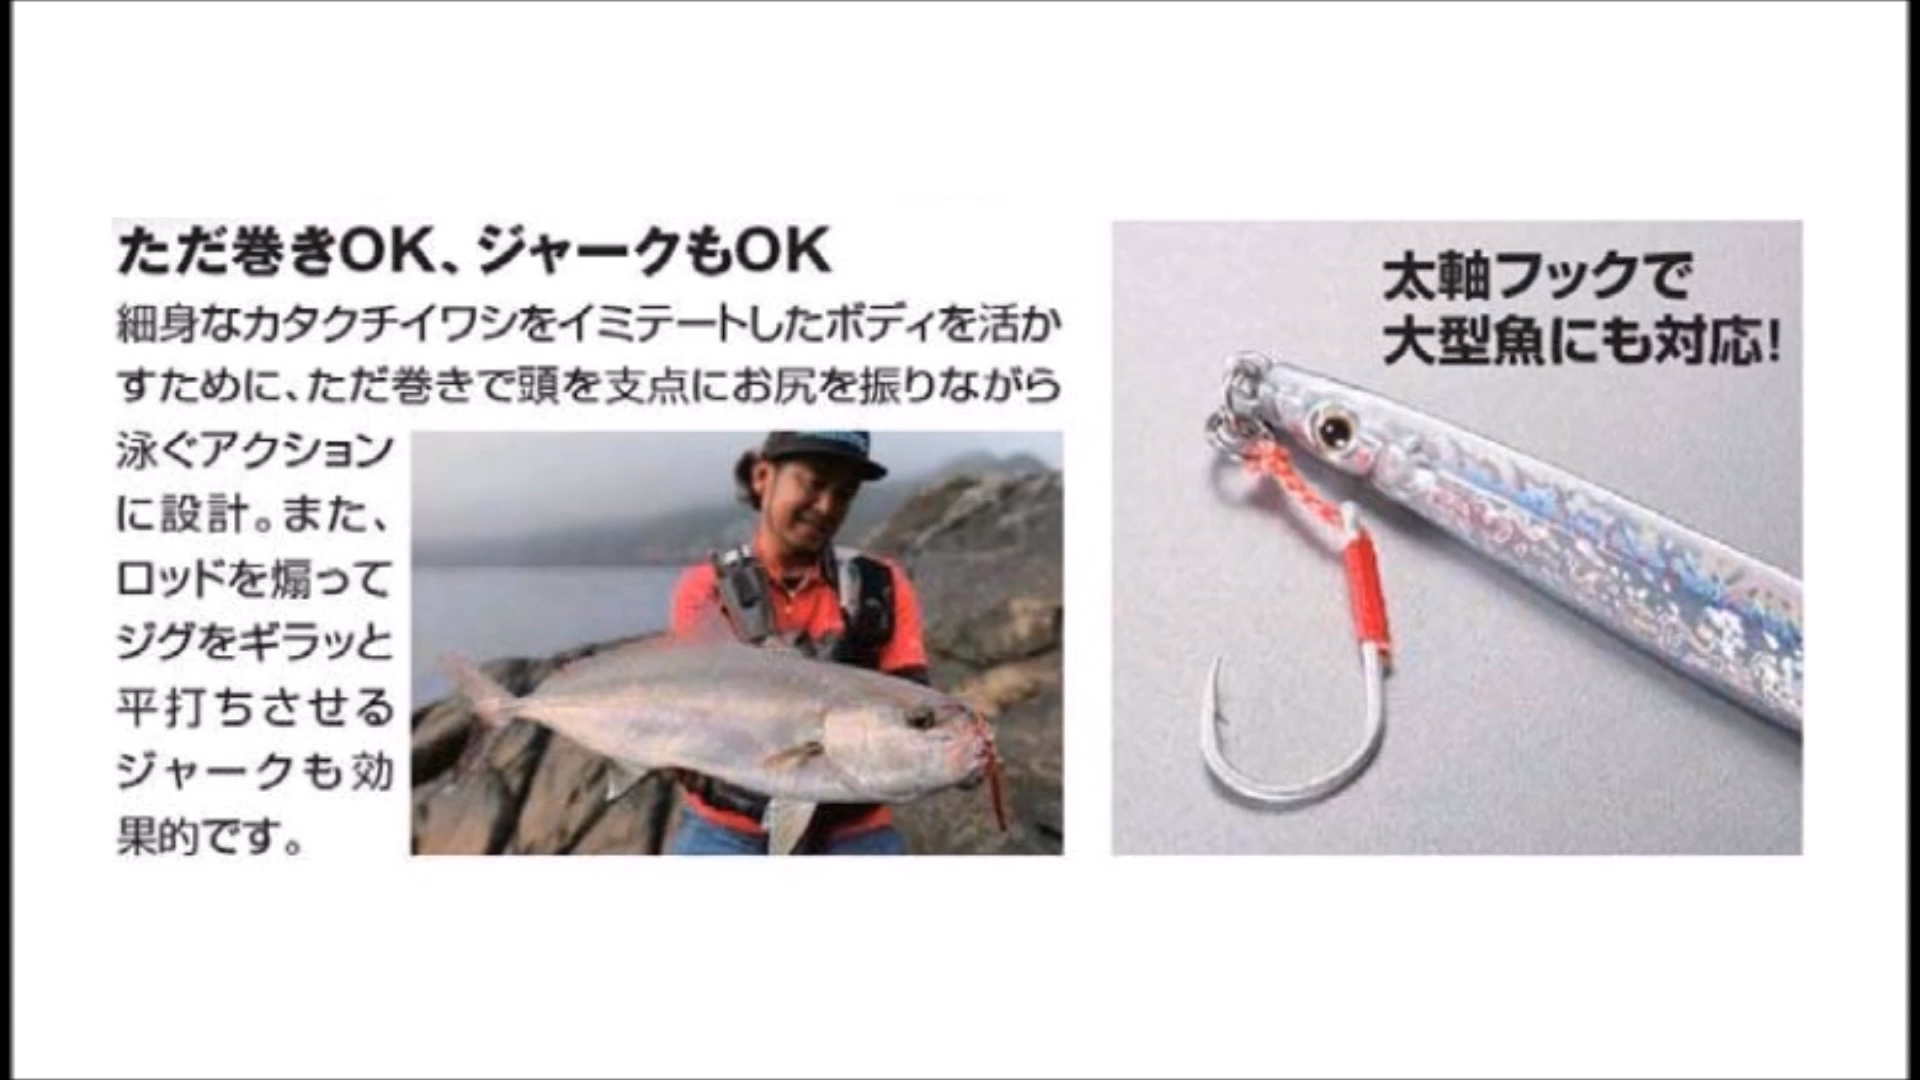 ただ巻きOK、ジャークもOK
細身なカタクチイワシをイミテートしたボディを活か
すために、ただ巻きで頭を支点にお尻を振りながら
泳ぐアクション
に設計。また、
ロッドを煽って
ジグをギラッと
平打ちさせる
ジャークも効
果的です。
太軸フックで
大型魚にも対応!